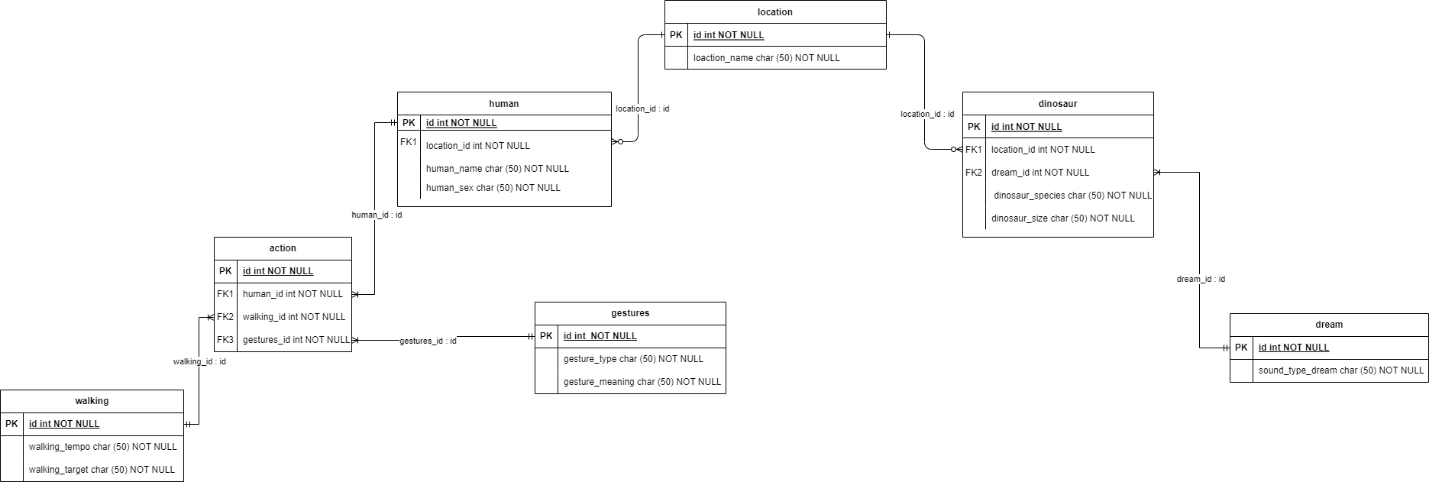 location
PK id int NOT NULL
loaction_name char (50) NOT NULL
human
PK id int NOT NULL
FK1 location_id int NOT NULL
human_name char (50) NOT NULL
human_sex char (50) NOT NULL
location_id : id
location_id : id
dinosaur
PK id int NOT NULL
FK1 location_id int NOT NULL
FK2 dream_id int NOT NULL
dinosaur_species char (50) NOT NULL
dinosaur_size char (50) NOT NULL
human_id : id
action
PK id int NOT NULL
FK1 human_id int NOT NULL
FK2 walking_id int NOT NULL
FK3 gestures_id int NOT NULL
dream_id : id
gestures
PK id int NOT NULL
gesture_type char (50) NOT NULL
gesture_meaning char (50) NOT NULL
gestures_id : id
dream
PK id int NOT NULL
sound_type_dream char (50) NOT NULL
walking_id : id
walking
PK id int NOT NULL
walking_tempo char (50) NOT NULL
walking_target char (50) NOT NULL